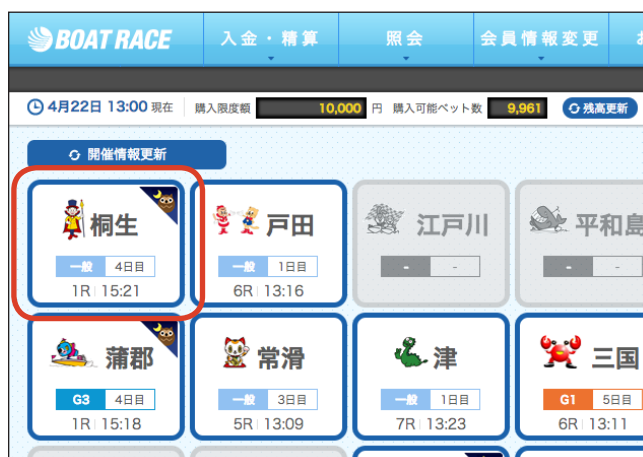 BOAT RACE 入金・精算 照会 会員情報変更
4月22日 13:00 現在 購入限度額 10,000 円 購入可能ベット数 9,961 残高更新
開催情報更新
桐生 戸田 江戸川 平和島
一般 4日目 一般 1日目 - - - -
1R 15:21 6R 13:16
蒲郡 常滑 津 三国
G3 4日目 一般 3日目 一般 1日目 G1 5日目
1R 15:18 5R 13:09 7R 13:23 6R 13:11